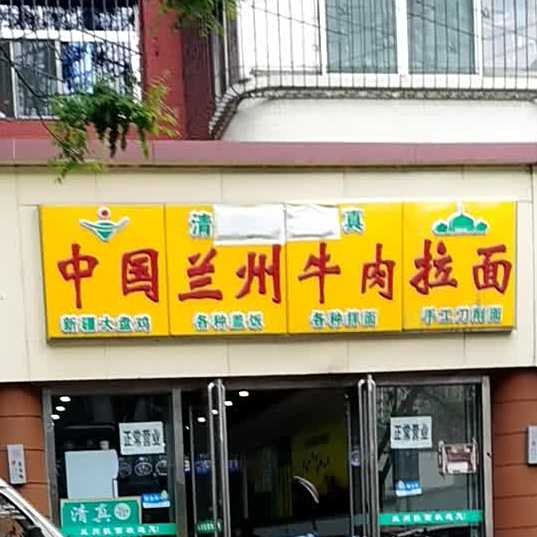 清 真
中国兰州牛肉拉面
新疆大盘鸡 各种盖饭 各种拌面 手工刀削面
正常营业
正常营业
清真